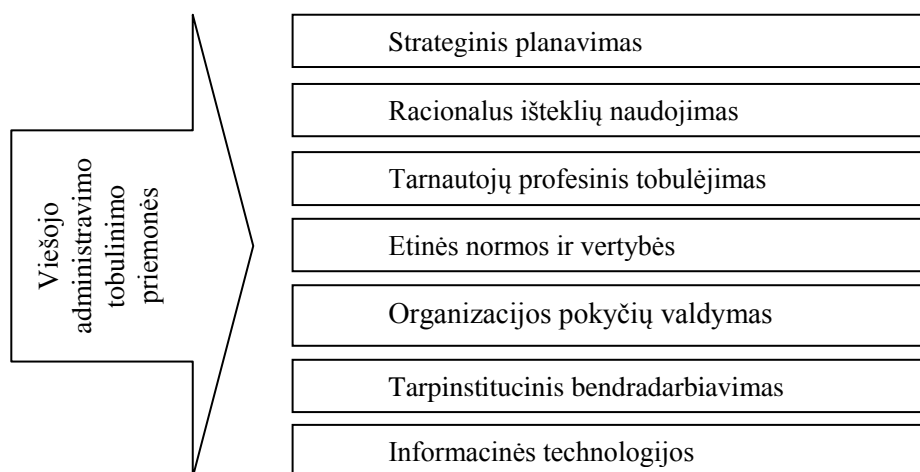 Viešojo
administravimo
tobulinimo
priemonės
Strateginis planavimas
Racionalus išteklių naudojimas
Tarnautojų profesinis tobulėjimas
Etinės normos ir vertybės
Organizacijos pokyčių valdymas
Tarpinstitucinis bendradarbiavimas
Informacinės technologijos